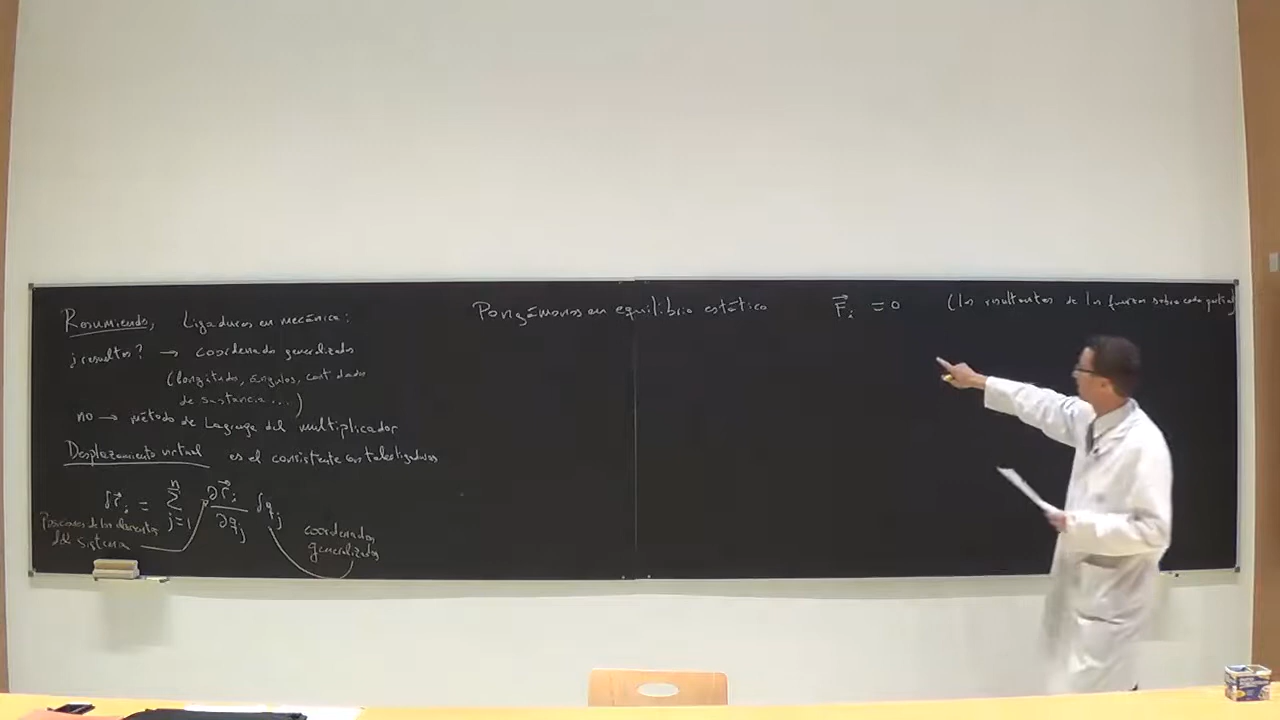 Resumiendo, Ligaduras en mecánica:
¿resueltos? → coordenadas generalizadas
(longitudes, ángulos, cantidades
de sustancia...)
no → método de Lagrange del multiplicador
Desplazamiento virtual es el consistente con tales ligaduras
δr⃗ᵢ = Σⁿⱼ₌₁ ∂r⃗ᵢ/∂qⱼ δqⱼ
Posiciones de los elementos
del sistema
coordenadas
generalizadas
Pongámonos en equilibrio estático F⃗ᵢ = 0 (las resultantes de las fuerzas sobre cada partícula)